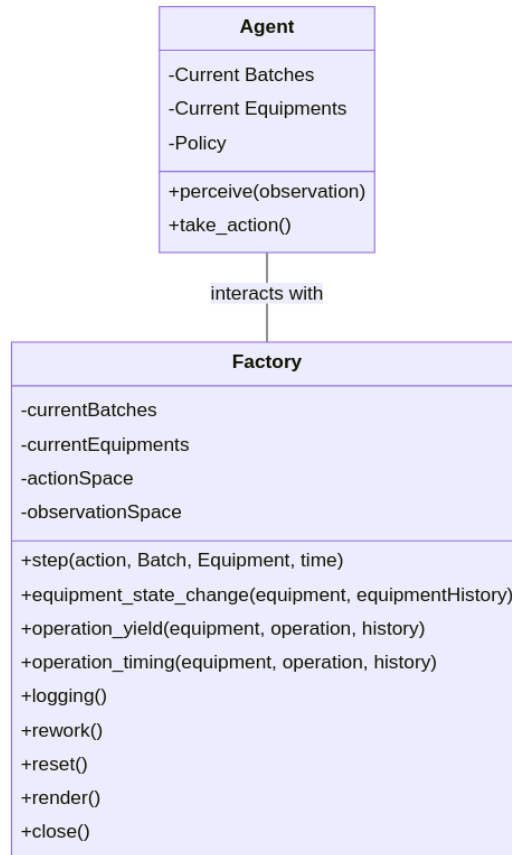 Agent
-Current Batches
-Current Equipments
-Policy
+perceive(observation)
+take_action()
interacts with
Factory
-currentBatches
-currentEquipments
-actionSpace
-observationSpace
+step(action, Batch, Equipment, time)
+equipment_state_change(equipment, equipmentHistory)
+operation_yield(equipment, operation, history)
+operation_timing(equipment, operation, history)
+logging()
+rework()
+reset()
+render()
+close()